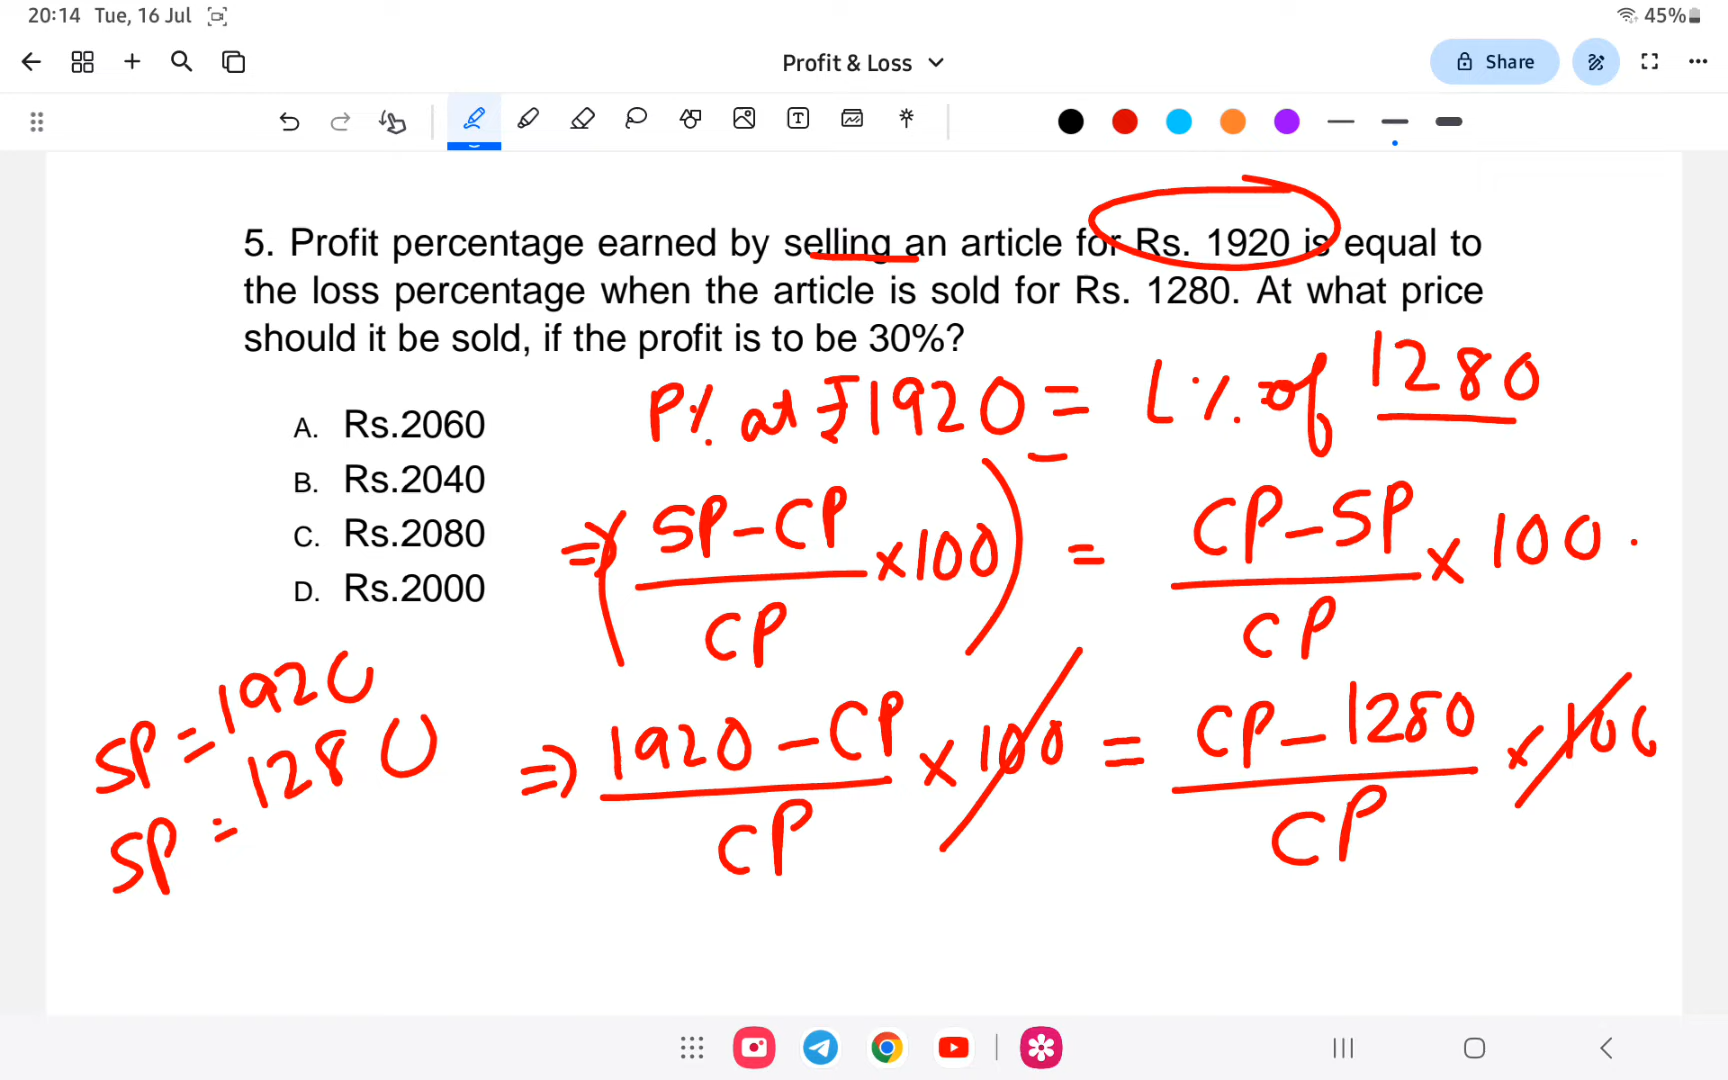 20:14 Tue, 16 Jul
45%
Profit & Loss
Share
5. Profit percentage earned by selling an article for Rs. 1920 is equal to
the loss percentage when the article is sold for Rs. 1280. At what price
should it be sold, if the profit is to be 30%?
A. Rs.2060
B. Rs.2040
C. Rs.2080
D. Rs.2000
P% at ₹1920 = L% of 1280
⇒ (SP-CP/CP ×100) = CP-SP/CP × 100.
SP = 1920
SP = 1280
⇒ 1920-CP/CP × 100 = CP-1280/CP × 100